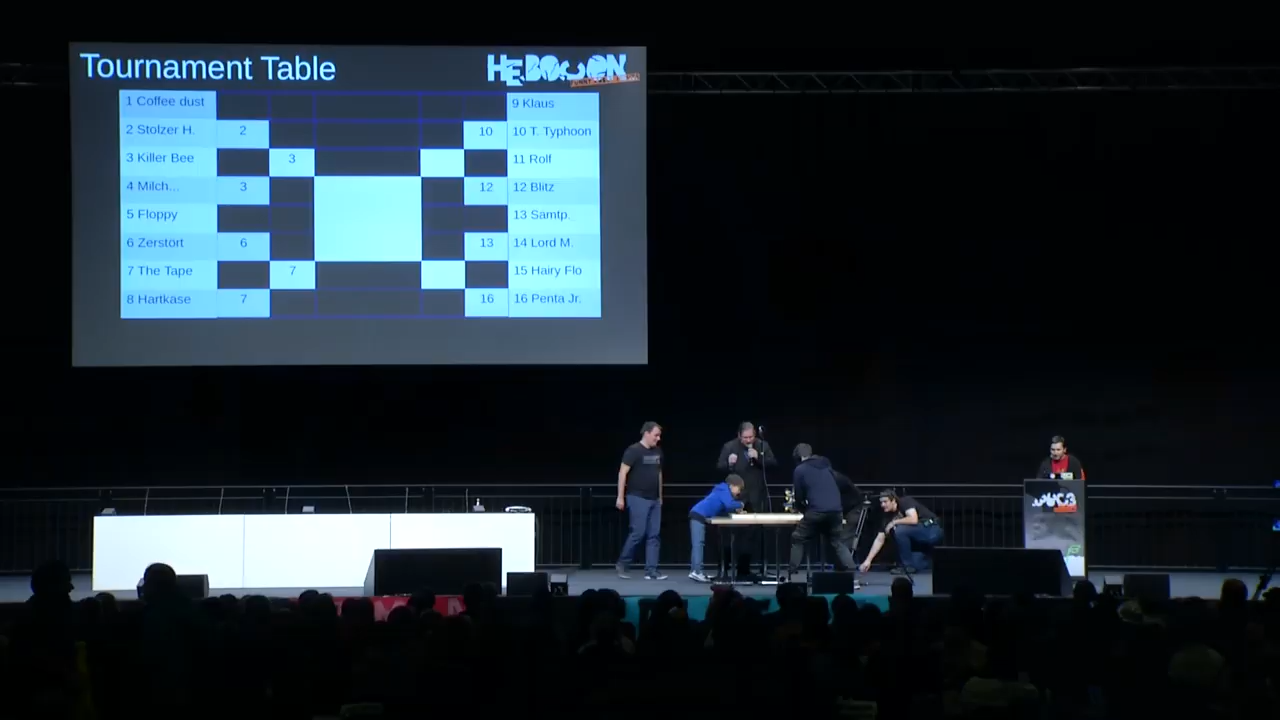 Tournament Table
HEBOCON
1 Coffee dust
9 Klaus
2 Stolzer H.
2
10
10 T. Typhoon
3 Killer Bee
3
11 Rolf
4 Milch...
3
12
12 Blitz
5 Floppy
13 Samtp.
6 Zerstört
6
13
14 Lord M.
7 The Tape
7
15 Hairy Flo
8 Hartkase
7
16
16 Penta Jr.